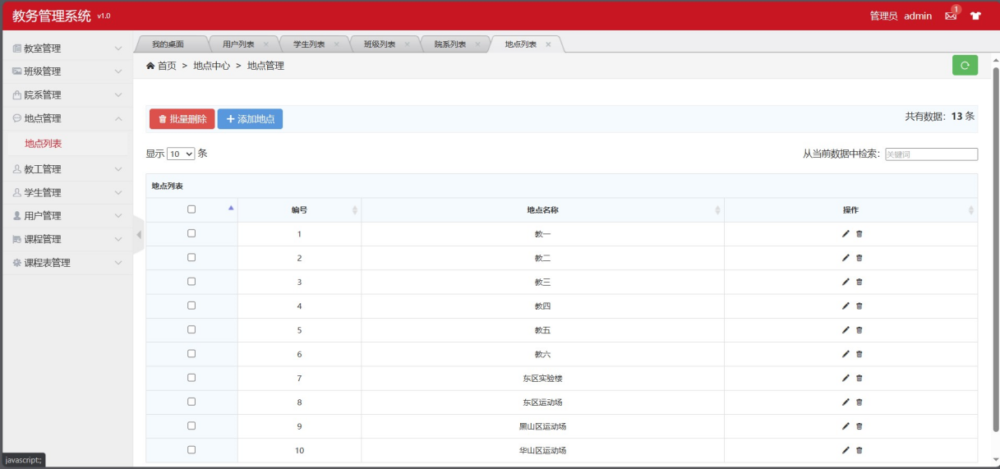 教务管理系统 v1.0
管理员 admin 1
我的桌面 用户列表 × 学生列表 × 班级列表 × 院系列表 × 地点列表 ×
首页 > 地点中心 > 地点管理
教室管理
班级管理
院系管理
地点管理
地点列表
教工管理
学生管理
用户管理
课程管理
课程表管理
批量删除 + 添加地点
共有数据：13 条
显示 10 条
从当前数据中检索： 关键词
地点列表
编号 地点名称 操作
1 教一
2 教二
3 教三
4 教四
5 教五
6 教六
7 东区实验楼
8 东区运动场
9 黑山区运动场
10 华山区运动场
javascript:;